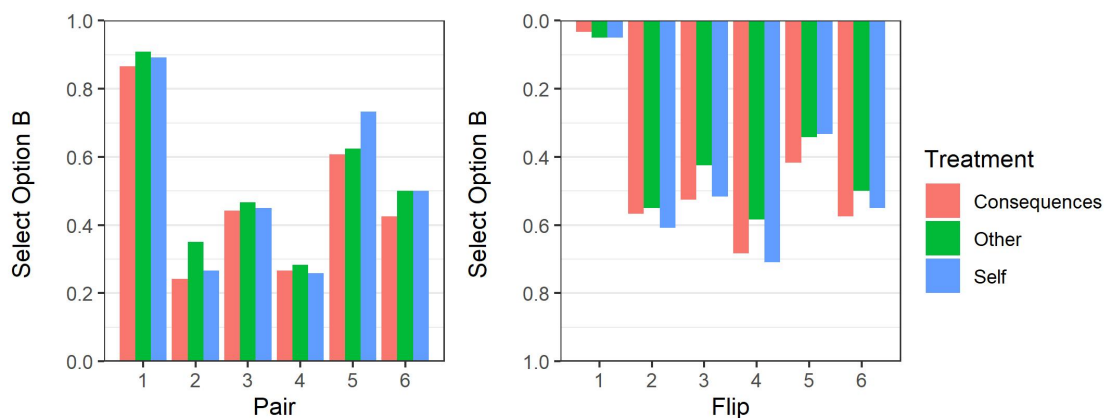 1.0
0.8
0.6
0.4
0.2
0.0
Select Option B
1 2 3 4 5 6
Pair
0.0
0.2
0.4
0.6
0.8
1.0
Select Option B
1 2 3 4 5 6
Flip
Treatment
Consequences
Other
Self